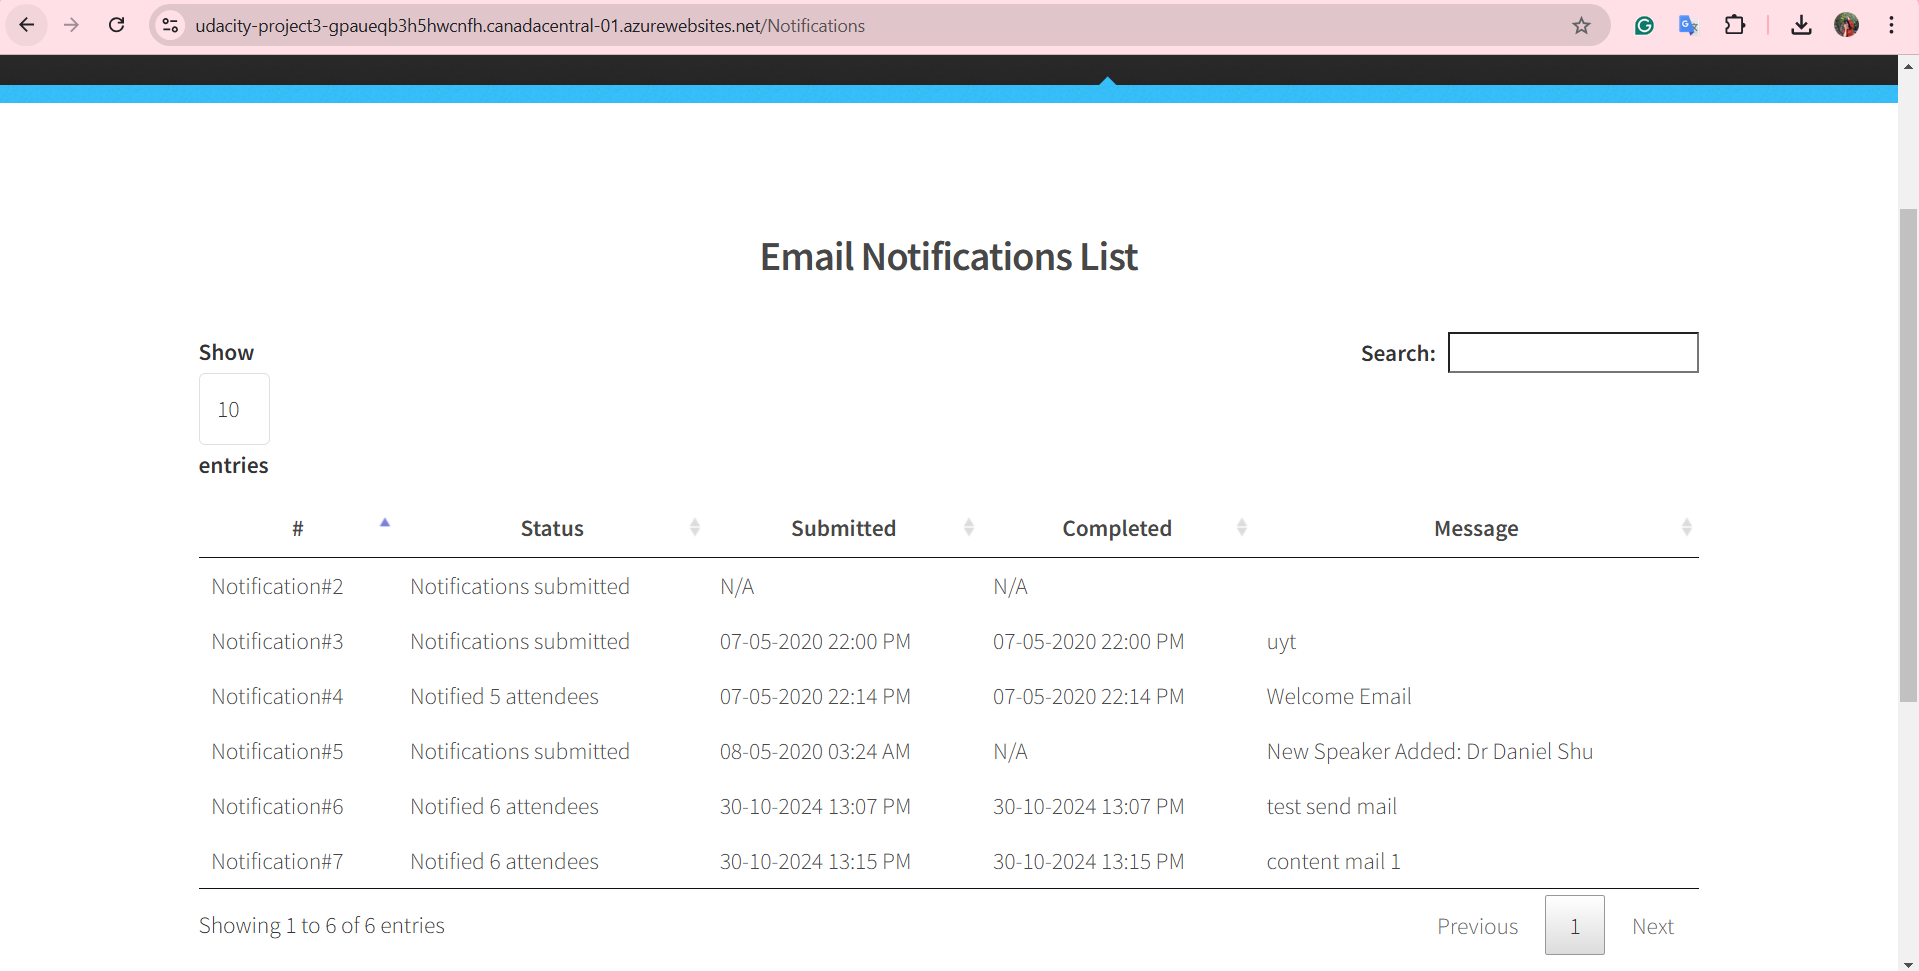 udacity-project3-gpaueqb3h5hwcnfh.canadacentral-01.azurewebsites.net/Notifications
Email Notifications List
Show
10
entries
Search:
# Status Submitted Completed Message
Notification#2 Notifications submitted N/A N/A
Notification#3 Notifications submitted 07-05-2020 22:00 PM 07-05-2020 22:00 PM uyt
Notification#4 Notified 5 attendees 07-05-2020 22:14 PM 07-05-2020 22:14 PM Welcome Email
Notification#5 Notifications submitted 08-05-2020 03:24 AM N/A New Speaker Added: Dr Daniel Shu
Notification#6 Notified 6 attendees 30-10-2024 13:07 PM 30-10-2024 13:07 PM test send mail
Notification#7 Notified 6 attendees 30-10-2024 13:15 PM 30-10-2024 13:15 PM content mail 1
Showing 1 to 6 of 6 entries
Previous 1 Next